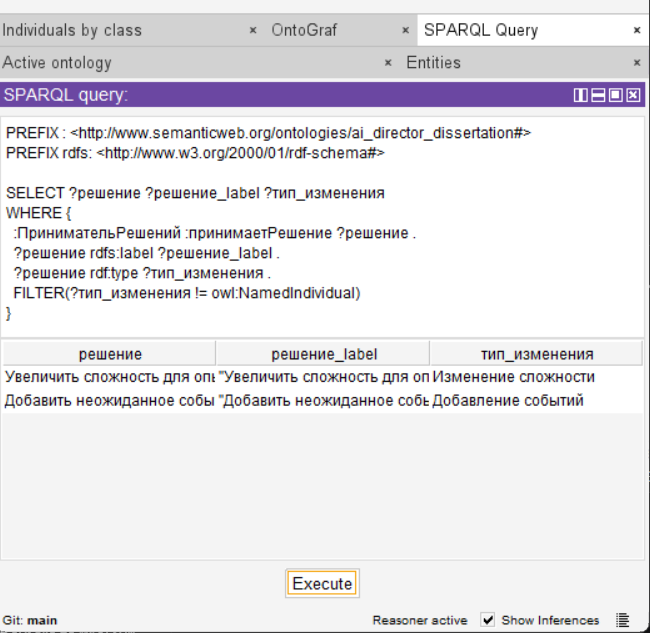 Individuals by class × OntoGraf × SPARQL Query ×
Active ontology × Entities ×
SPARQL query:
PREFIX : <http://www.semanticweb.org/ontologies/ai_director_dissertation#>
PREFIX rdfs: <http://www.w3.org/2000/01/rdf-schema#>
SELECT ?решение ?решение_label ?тип_изменения
WHERE {
:ПринимательРешений :принимаетРешение ?решение .
?решение rdfs:label ?решение_label .
?решение rdf:type ?тип_изменения .
FILTER(?тип_изменения != owl:NamedIndividual)
}
решение решение_label тип_изменения
Увеличить сложность для опы "Увеличить сложность для оп Изменение сложности
Добавить неожиданное собы "Добавить неожиданное собь Добавление событий
Execute
Git: main Reasoner active Show Inferences